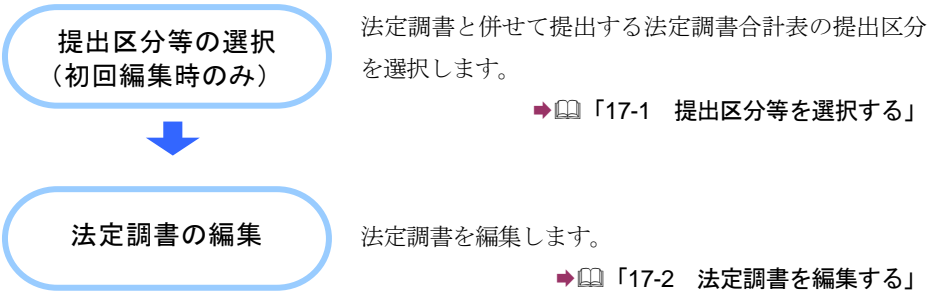 提出区分等の選択
（初回編集時のみ）
法定調書と併せて提出する法定調書合計表の提出区分
を選択します。
➡📖「17-1　提出区分等を選択する」
法定調書の編集
法定調書を編集します。
➡📖「17-2　法定調書を編集する」